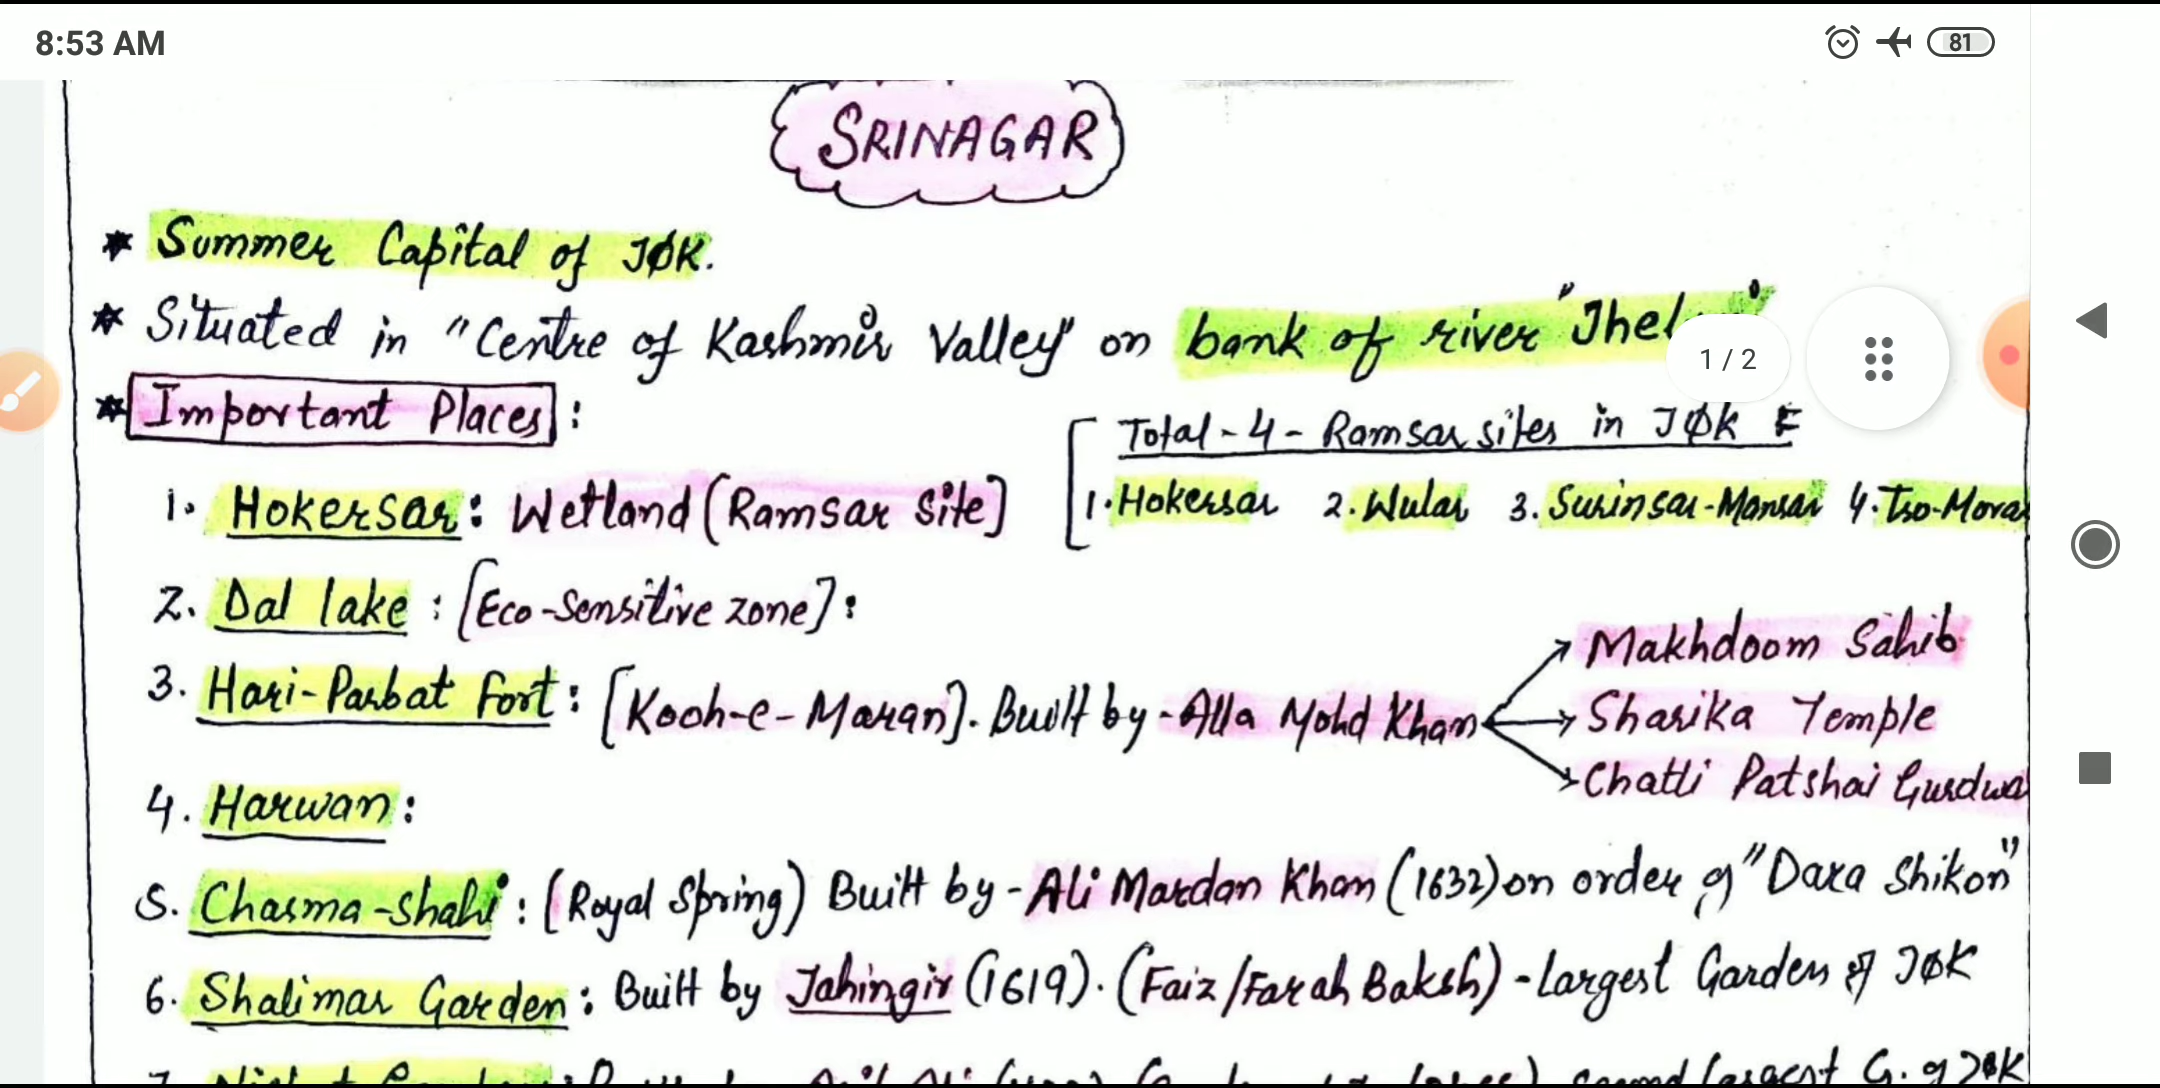 8:53 AM
81
SRINAGAR
* Summer Capital of J&K.
* Situated in "Centre of Kashmir Valley" on bank of river "Jhel
1 / 2
* Important Places :
[ Total - 4 - Ramsar sites in J&K
1. Hokersar 2. Wular 3. Surinsar-Mansar 4. Tso-Morar
1. Hokersar : Wetland (Ramsar Site]
2. Dal lake : [Eco-Sensitive zone] :
3. Hari-Parbat Fort : [Kooh-e-Maran]. Built by - Atta Mohd Khan
Makhdoom Sahib
Sharika Temple
Chatti Patshai Gurdwa
4. Harwan :
5. Chasma-Shahi : (Royal Spring) Built by - Ali Mardan Khan (1632) on order of "Dara Shikon"
6. Shalimar Garden : Built by Jahingir (1619). (Faiz/Farah Baksh) - Largest Garden of J&K